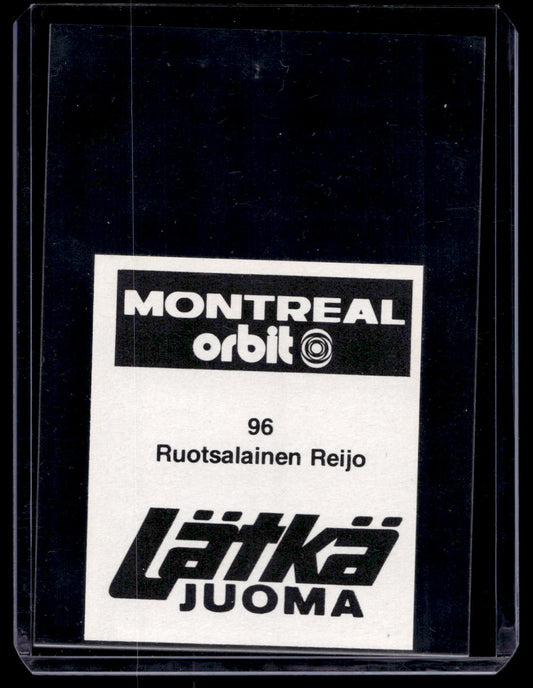 MONTREAL
orbit
96
Ruotsalainen Reijo
Lätkä
JUOMA